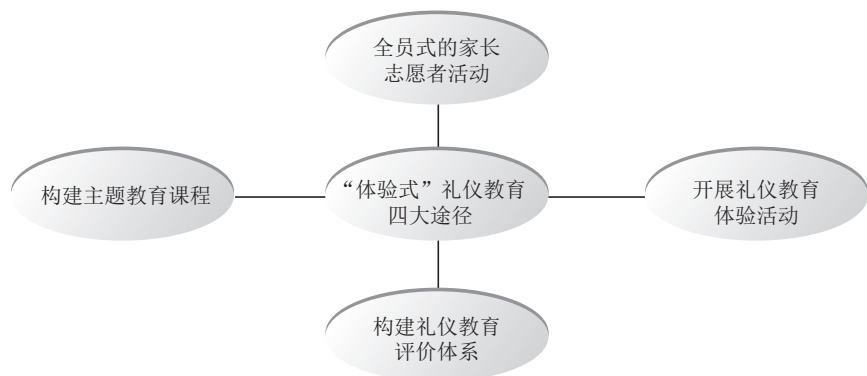 全员式的家长
志愿者活动
构建主题教育课程
“体验式”礼仪教育
四大途径
开展礼仪教育
体验活动
构建礼仪教育
评价体系